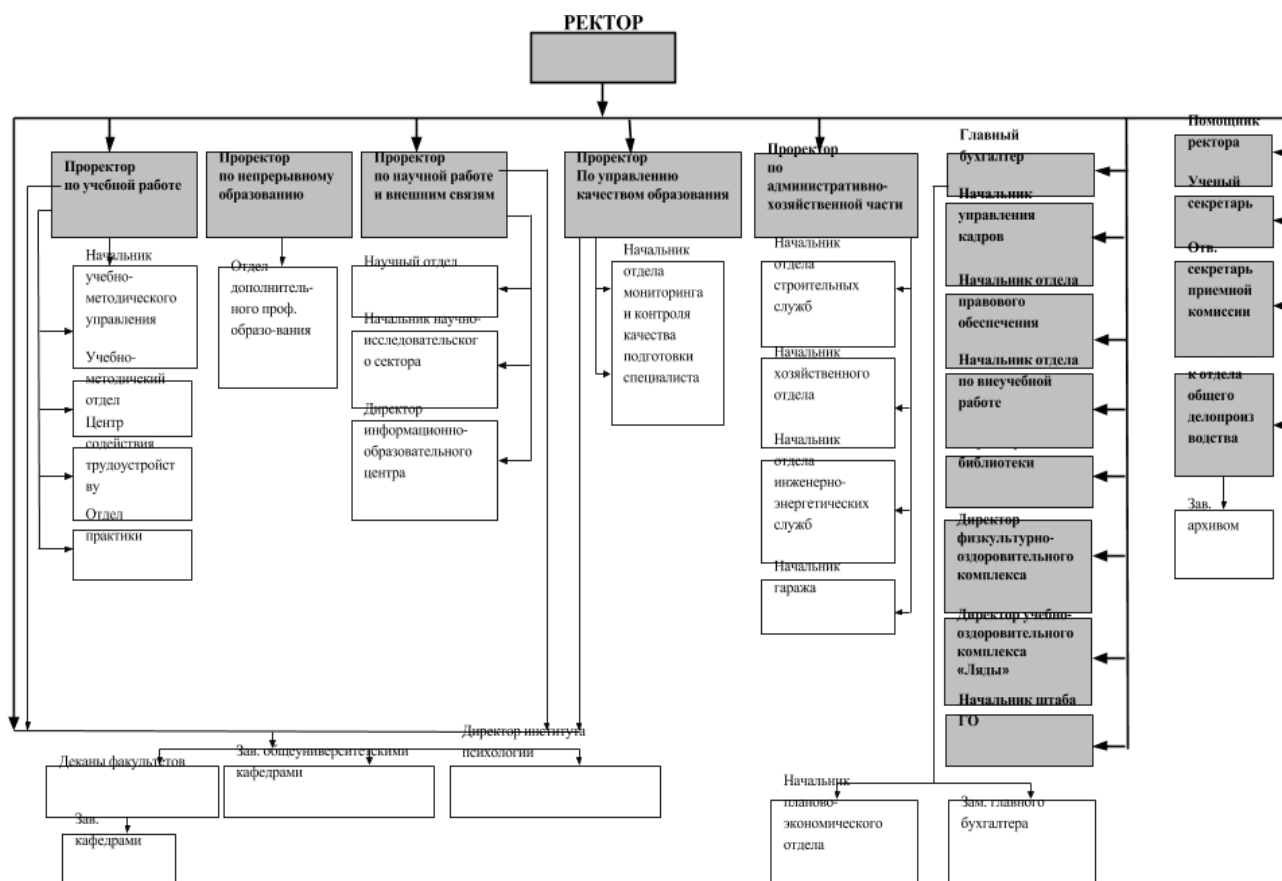 РЕКТОР
Проректор
по учебной работе
Проректор
по непрерывному
образованию
Проректор
по научной работе
и внешним связям
Проректор
По управлению
качеством образования
Проректор
по
административно-
хозяйственной части
Главный
бухгалтер
Помощник
ректора
Ученый
секретарь
Отв.
секретарь
приемной
комиссии
к отдела
общего
делопроиз
водства
Зав.
архивом
Начальник
управления
кадров
Начальник отдела
правового
обеспечения
Начальник отдела
по внеучебной
работе
библиотеки
Директор
физкультурно-
оздоровительного
комплекса
Директор учебно-
оздоровительного
комплекса
«Ляды»
Начальник штаба
ГО
Начальник
учебно-
методического
управления
Учебно-
методический
отдел
Центр
содействия
трудоустройст
ву
Отдел
практики
Отдел
дополнитель-
ного проф.
образо-вания
Научный отдел
Начальник научно-
исследовательског
о сектора
Директор
информационно-
образовательного
центра
Начальник
отдела
мониторинга
и контроля
качества
подготовки
специалиста
Начальник
отдела
строительных
служб
Начальник
хозяйственного
отдела
Начальник
отдела
инженерно-
энергетических
служб
Начальник
гаража
Деканы факультетов
Зав. общеуниверситетскими
кафедрами
Директор института
психологии
Зав.
кафедрами
Начальник
планово-
экономического
отдела
Зам. главного
бухгалтера